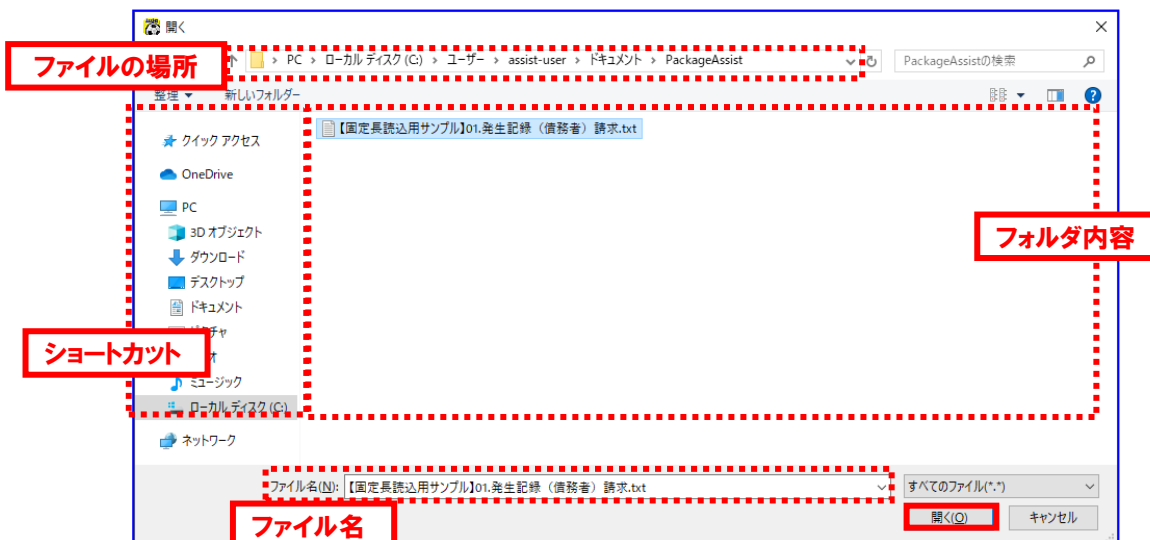 開く
ファイルの場所
PC › ローカル ディスク (C:) › ユーザー › assist-user › ドキュメント › PackageAssist
PackageAssistの検索
整理 新しいフォルダー
クイック アクセス
【固定長読込用サンプル】01.発生記録（債務者）請求.txt
OneDrive
PC
3D オブジェクト
フォルダ内容
ダウンロード
デスクトップ
ドキュメント
ショートカット
ミュージック
ローカル ディスク (C:)
ネットワーク
ファイル名(N): 【固定長読込用サンプル】01.発生記録（債務者）請求.txt
すべてのファイル(*.*)
ファイル名
開く(O) キャンセル